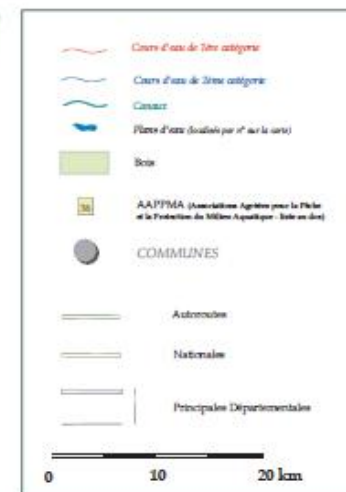 Cours d'eau de 1ère catégorie
Cours d'eau de 2ème catégorie
Canaux
Plans d'eau (localisés par n° sur la carte)
Bois
36
AAPPMA (Associations Agréées pour la Pêche
et la Protection du Milieu Aquatique - liste au dos)
COMMUNES
Autoroutes
Nationales
Principales Départementales
0 10 20 km